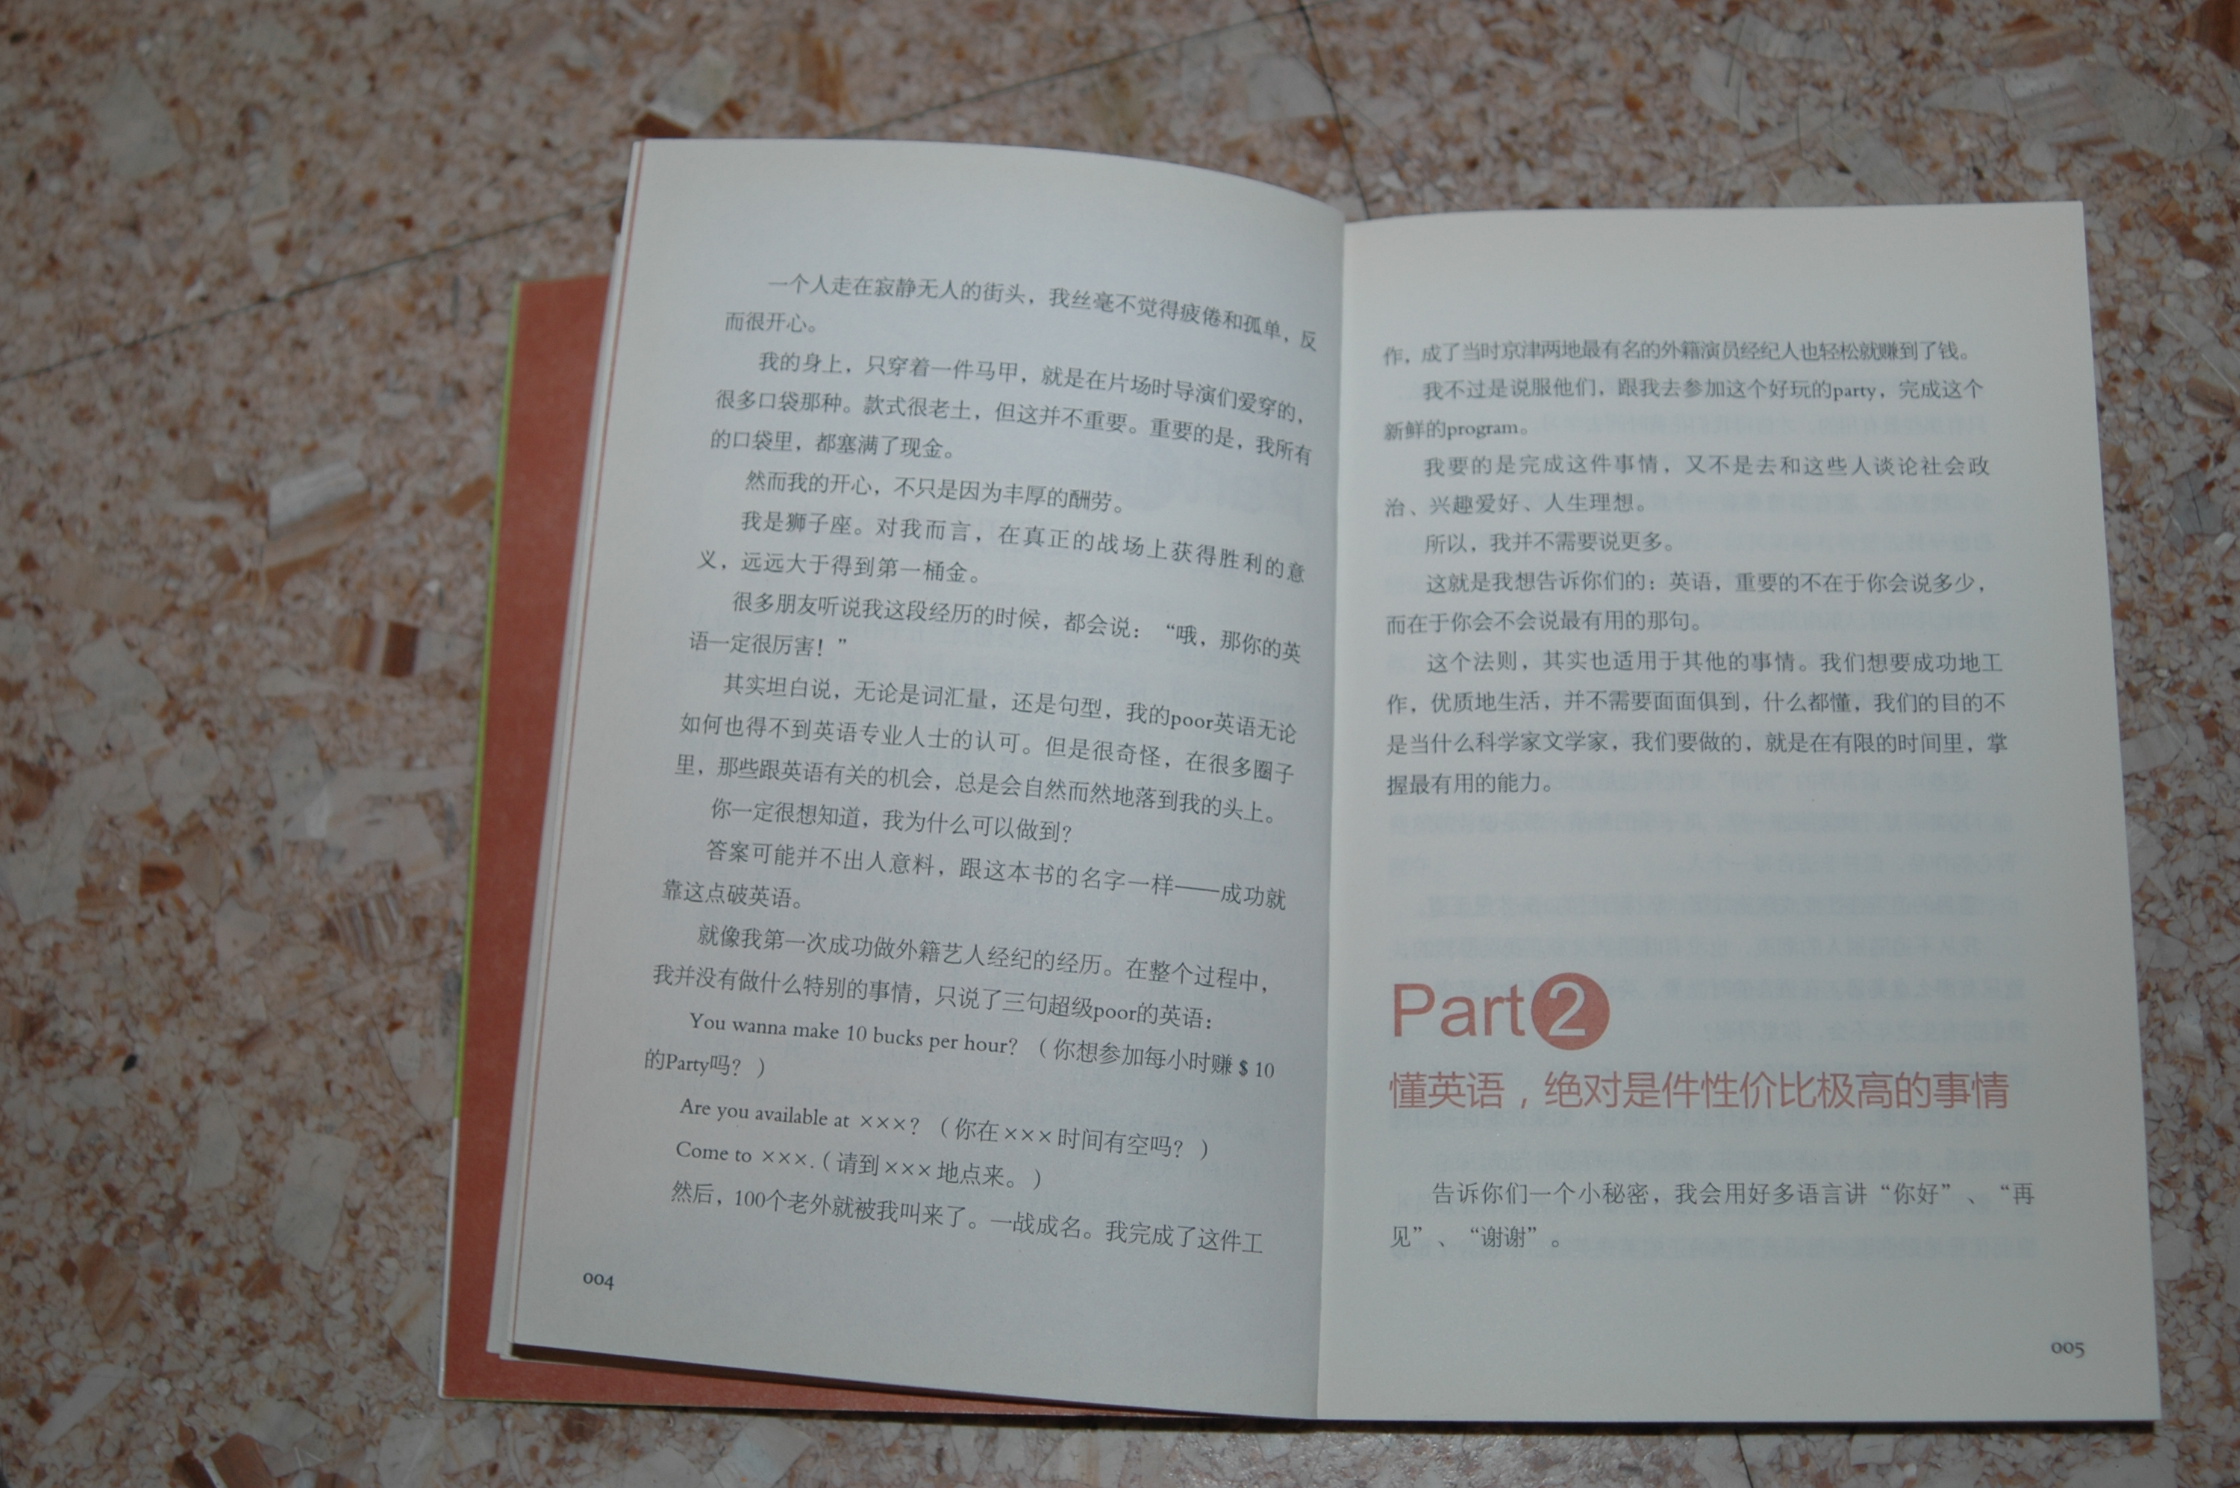 一个人走在寂静无人的街头，我丝毫不觉得疲倦和孤单，反
而很开心。
我的身上，只穿着一件马甲，就是在片场时导演们爱穿的，
很多口袋那种。款式很老土，但这并不重要。重要的是，我所有
的口袋里，都塞满了现金。
然而我的开心，不只是因为丰厚的酬劳。
我是狮子座。对我而言，在真正的战场上获得胜利的意
义，远远大于得到第一桶金。
很多朋友听说我这段经历的时候，都会说：“哦，那你的英
语一定很厉害！”
其实坦白说，无论是词汇量，还是句型，我的poor英语无论
如何也得不到英语专业人士的认可。但是很奇怪，在很多圈子
里，那些跟英语有关的机会，总是会自然而然地落到我的头上。
你一定很想知道，我为什么可以做到？
答案可能并不出人意料，跟这本书的名字一样——成功就
靠这点破英语。
就像我第一次成功做外籍艺人经纪的经历。在整个过程中，
我并没有做什么特别的事情，只说了三句超级poor的英语：
You wanna make 10 bucks per hour？（你想参加每小时赚＄10
的Party吗？）
Are you available at ×××？（你在×××时间有空吗？）
Come to ×××.（请到×××地点来。）
然后，100个老外就被我叫来了。一战成名。我完成了这件工
004
作，成了当时京津两地最有名的外籍演员经纪人也轻松就赚到了钱。
我不过是说服他们，跟我去参加这个好玩的party，完成这个
新鲜的program。
我要的是完成这件事情，又不是去和这些人谈论社会政
治、兴趣爱好、人生理想。
所以，我并不需要说更多。
这就是我想告诉你们的：英语，重要的不在于你会说多少，
而在于你会不会说最有用的那句。
这个法则，其实也适用于其他的事情。我们想要成功地工
作，优质地生活，并不需要面面俱到，什么都懂，我们的目的不
是当什么科学家文学家，我们要做的，就是在有限的时间里，掌
握最有用的能力。
Part 2
懂英语，绝对是件性价比极高的事情
告诉你们一个小秘密，我会用好多语言讲“你好”、“再
见”、“谢谢”。
005